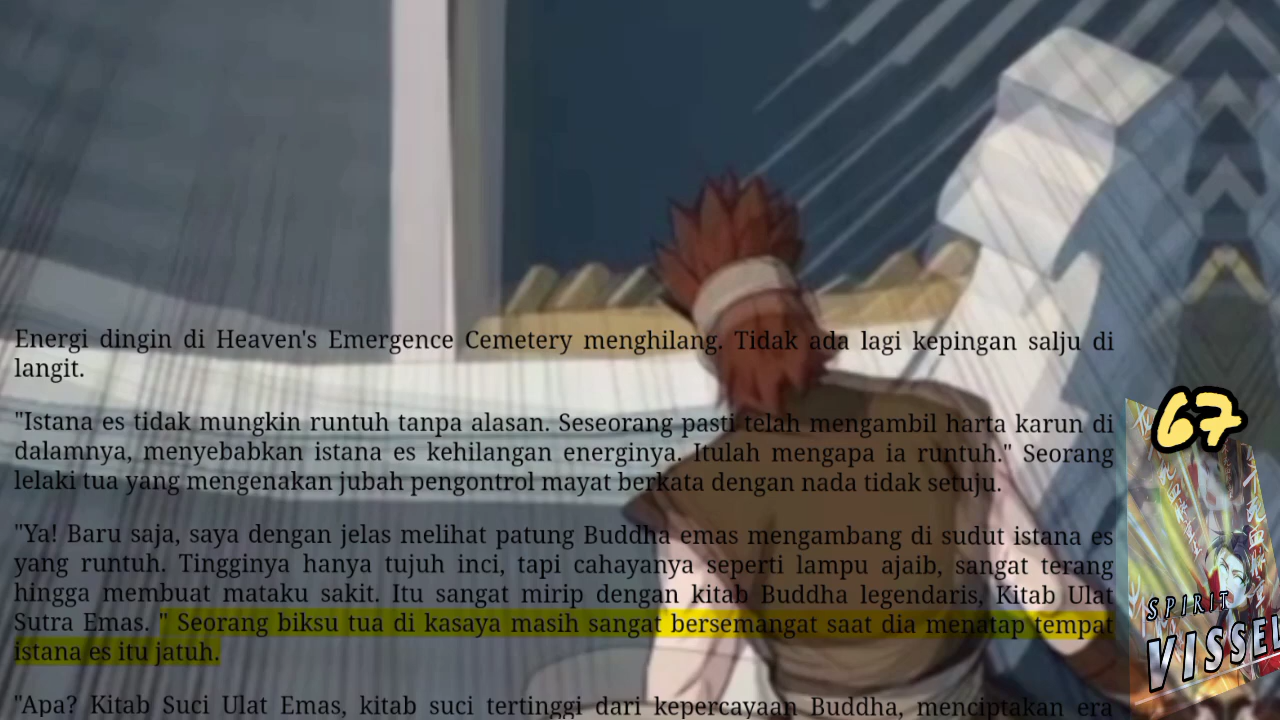 Energi dingin di Heaven's Emergence Cemetery menghilang. Tidak ada lagi kepingan salju di
langit.
"Istana es tidak mungkin runtuh tanpa alasan. Seseorang pasti telah mengambil harta karun di
dalamnya, menyebabkan istana es kehilangan energinya. Itulah mengapa ia runtuh." Seorang
lelaki tua yang mengenakan jubah pengontrol mayat berkata dengan nada tidak setuju.
"Ya! Baru saja, saya dengan jelas melihat patung Buddha emas mengambang di sudut istana es
yang runtuh. Tingginya hanya tujuh inci, tapi cahayanya seperti lampu ajaib, sangat terang
hingga membuat mataku sakit. Itu sangat mirip dengan kitab Buddha legendaris, Kitab Ulat
Sutra Emas. " Seorang biksu tua di kasaya masih sangat bersemangat saat dia menatap tempat
istana es itu jatuh.
"Apa? Kitab Suci Ulat Emas, kitab suci tertinggi dari kepercayaan Buddha, menciptakan era
67
SPIRIT
VISSEL